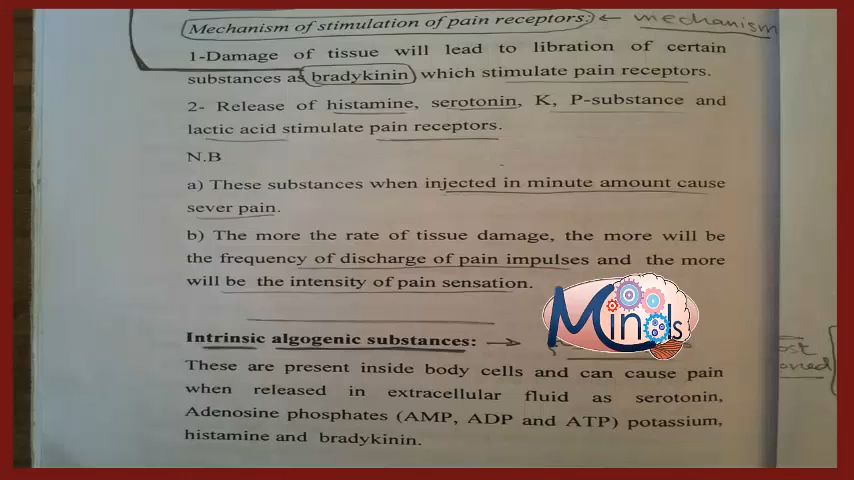 Mechanism of stimulation of pain receptors: ← mechanism
1-Damage of tissue will lead to libration of certain
substances as bradykinin which stimulate pain receptors.
2- Release of histamine, serotonin, K, P-substance and
lactic acid stimulate pain receptors.
N.B
a) These substances when injected in minute amount cause
sever pain.
b) The more the rate of tissue damage, the more will be
the frequency of discharge of pain impulses and the more
will be the intensity of pain sensation.
Minds
Intrinsic algogenic substances:
These are present inside body cells and can cause pain
when released in extracellular fluid as serotonin,
Adenosine phosphates (AMP, ADP and ATP) potassium,
histamine and bradykinin.